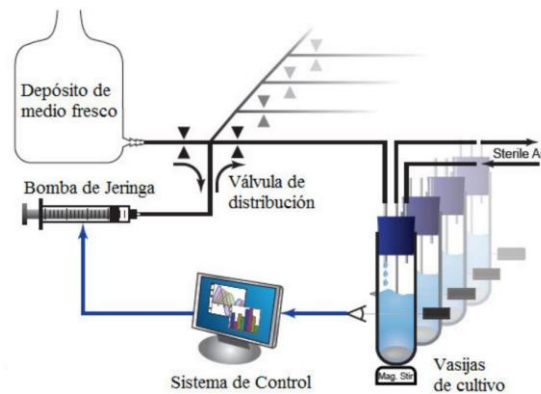 Depósito de
medio fresco
Sterile A
Bomba de Jeringa
Válvula de
distribución
Sistema de Control
Mag. Stir
Vasijas
de cultivo